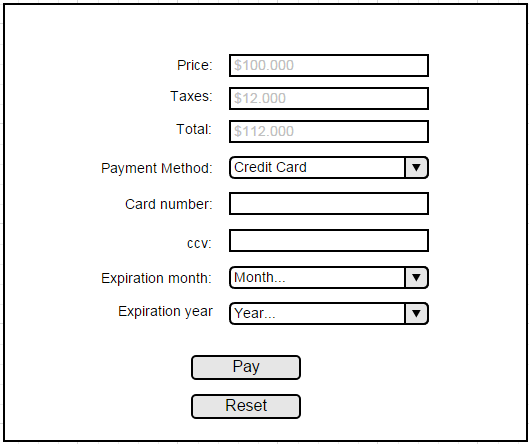 Price: $100.000
Taxes: $12.000
Total: $112.000
Payment Method: Credit Card
Card number:
ccv:
Expiration month: Month...
Expiration year Year...
Pay
Reset